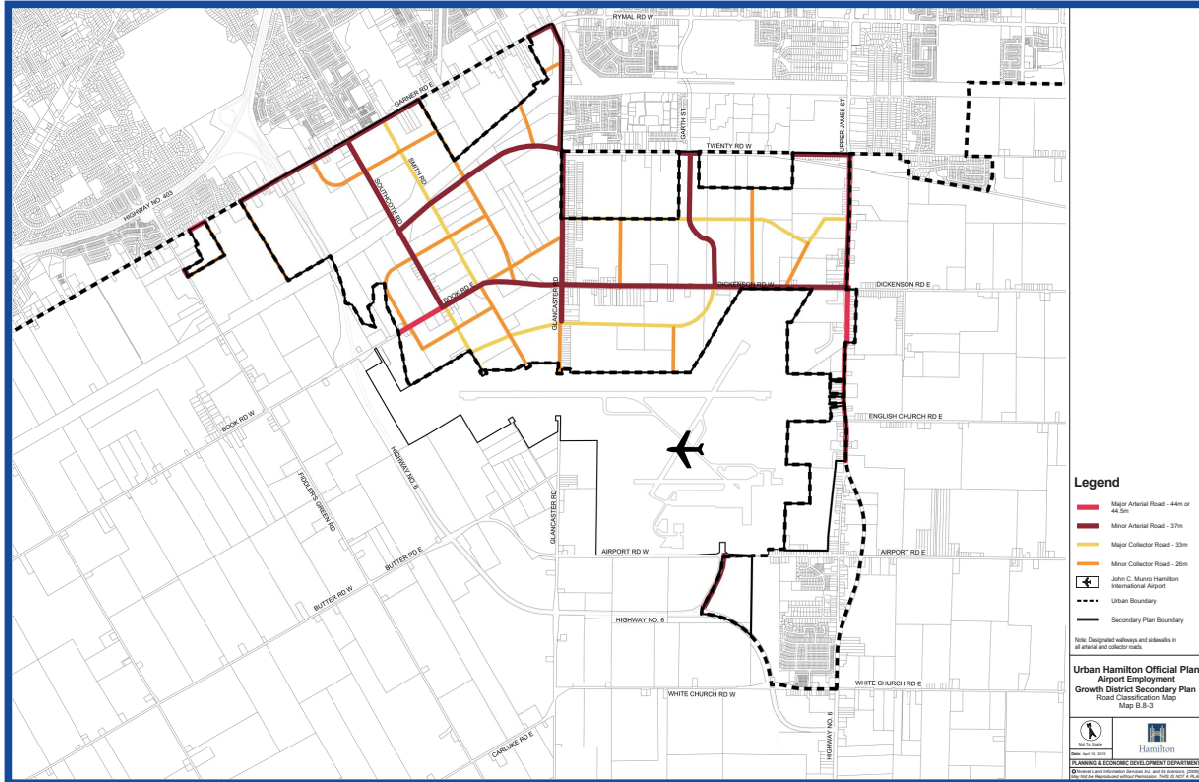 RYMAL RD W
GARNER RD E
GARTH ST
UPPER JAMES ST
TWENTY RD W
SMITH RD
SOUTHCOTE RD
HIGHWAY NO. 403
BOOK RD E
GLANCASTER RD
DICKENSON RD W
DICKENSON RD E
BOOK RD W
ENGLISH CHURCH RD E
HIGHWAY NO. 6
FIDDLER'S GREEN RD
GLANCASTER RD
AIRPORT RD W
AIRPORT RD E
BUTTER RD E
BUTTER RD W
HIGHWAY NO. 6
WHITE CHURCH RD E
WHITE CHURCH RD W
HIGHWAY NO. 6
CARLUKE RD E
Legend
Major Arterial Road - 44m or
44.5m
Minor Arterial Road - 37m
Major Collector Road - 33m
Minor Collector Road - 26m
John C. Munro Hamilton
International Airport
Urban Boundary
Secondary Plan Boundary
Note: Designated walkways and sidewalks in
all arterial and collector roads.
Urban Hamilton Official Plan
Airport Employment
Growth District Secondary Plan
Road Classification Map
Map B.8-3
Not To Scale
Hamilton
PLANNING & ECONOMIC DEVELOPMENT DEPARTMENT